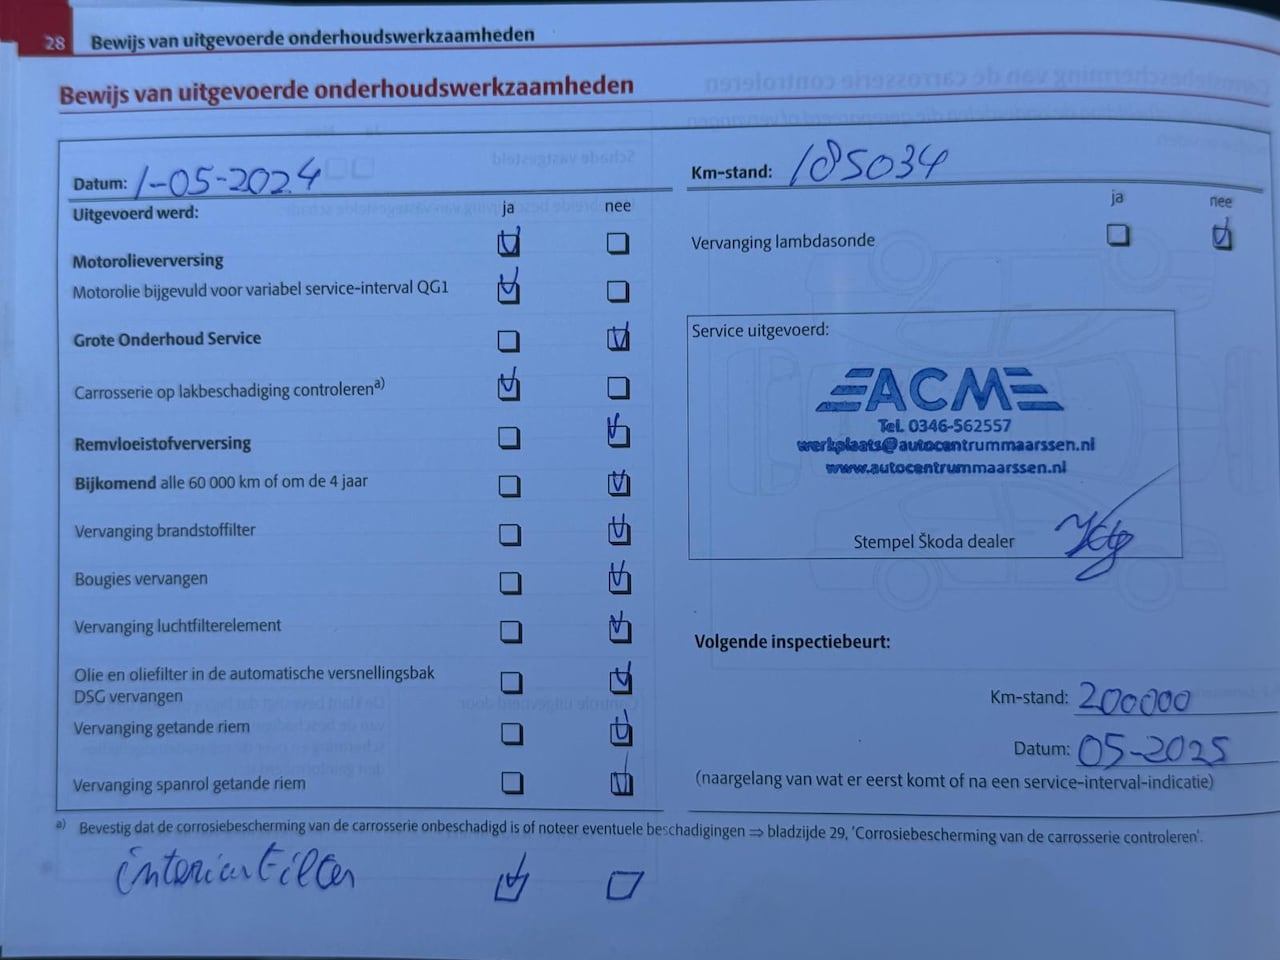 28 Bewijs van uitgevoerde onderhoudswerkzaamheden
Bewijs van uitgevoerde onderhoudswerkzaamheden
Datum: 1-05-2024
Uitgevoerd werd: ja nee
Motorolieverversing
Motorolie bijgevuld voor variabel service-interval QG1
Grote Onderhoud Service
Carrosserie op lakbeschadiging controleren a)
Remvloeistofverversing
Bijkomend alle 60 000 km of om de 4 jaar
Vervanging brandstoffilter
Bougies vervangen
Vervanging luchtfilterelement
Olie en oliefilter in de automatische versnellingsbak
DSG vervangen
Vervanging getande riem
Vervanging spanrol getande riem
Km-stand: 185034
ja nee
Vervanging lambdasonde
Service uitgevoerd:
ACM
Tel. 0346-562557
werkplaats@autocentrummaarssen.nl
www.autocentrummaarssen.nl
Stempel Škoda dealer
Volgende inspectiebeurt:
Km-stand: 200000
Datum: 05-2025
(naargelang van wat er eerst komt of na een service-interval-indicatie)
a) Bevestig dat de corrosiebescherming van de carrosserie onbeschadigd is of noteer eventuele beschadigingen ⇒ bladzijde 29, 'Corrosiebescherming van de carrosserie controleren'.
interieurfilter